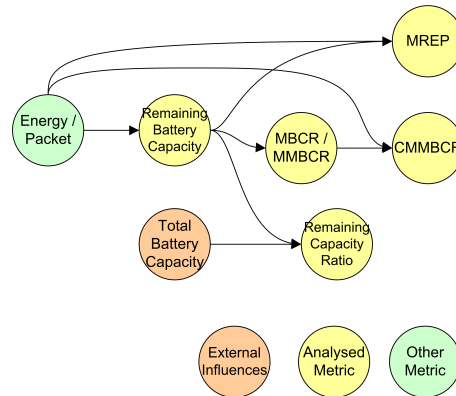 MREP
Energy /
Packet
Remaining
Battery
Capacity
MBCR /
MMBCR
CMMBCR
Total
Battery
Capacity
Remaining
Capacity
Ratio
External
Influences
Analysed
Metric
Other
Metric